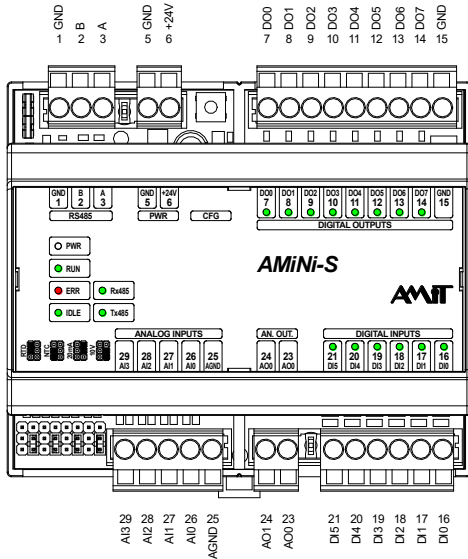 GND B A GND +24V DO0 DO1 DO2 DO3 DO4 DO5 DO6 DO7 GND
1 2 3 5 6 7 8 9 10 11 12 13 14 15
GND B A GND +24V DO0 DO1 DO2 DO3 DO4 DO5 DO6 DO7 GND
1 2 3 5 6 7 8 9 10 11 12 13 14 15
RS485 PWR CFG DIGITAL OUTPUTS
PWR
RUN
AMiNi-S
ERR Rx485
AMiT
IDLE Tx485
RTD NTC 20mA 10V
ANALOG INPUTS AN. OUT. DIGITAL INPUTS
29 28 27 26 25 24 23 21 20 19 18 17 16
AI3 AI2 AI1 AI0 AGND AO0 AO0 DI5 DI4 DI3 DI2 DI1 DI0
29 28 27 26 25 24 23 21 20 19 18 17 16
AI3 AI2 AI1 AI0 AGND AO1 AO0 DI5 DI4 DI3 DI2 DI1 DI0